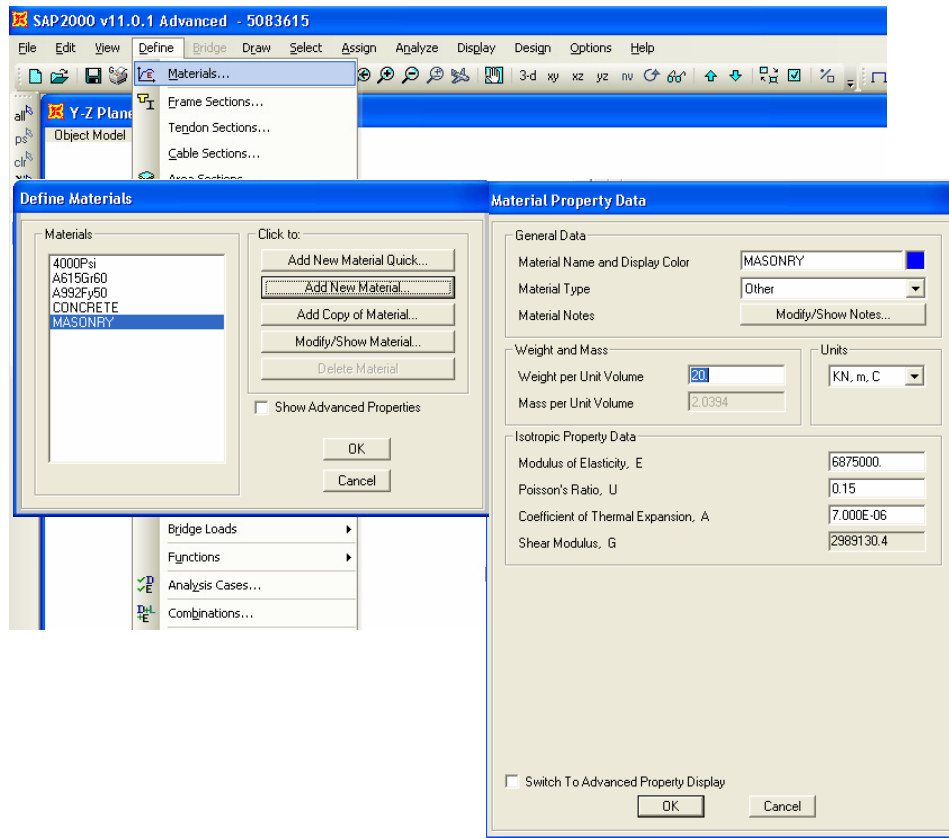 SAP2000 v11.0.1 Advanced - 5083615
File Edit View Define Bridge Draw Select Assign Analyze Display Design Options Help
Materials...
3-d xy xz yz nv
all
ps
clr
Y-Z Plane
Object Model
Frame Sections...
Tendon Sections...
Cable Sections...
Area Sections
Define Materials
Materials
4000Psi
A615Gr60
A992Fy50
CONCRETE
MASONRY
Click to:
Add New Material Quick...
Add New Material...
Add Copy of Material...
Modify/Show Material...
Delete Material
Show Advanced Properties
OK
Cancel
Material Property Data
General Data
Material Name and Display Color MASONRY
Material Type Other
Material Notes Modify/Show Notes...
Weight and Mass
Weight per Unit Volume 20.
Mass per Unit Volume 2.0394
Units
KN, m, C
Isotropic Property Data
Modulus of Elasticity, E 6875000.
Poisson's Ratio, U 0.15
Coefficient of Thermal Expansion, A 7.000E-06
Shear Modulus, G 2989130.4
Switch To Advanced Property Display
OK Cancel
Bridge Loads
Functions
Analysis Cases...
Combinations...